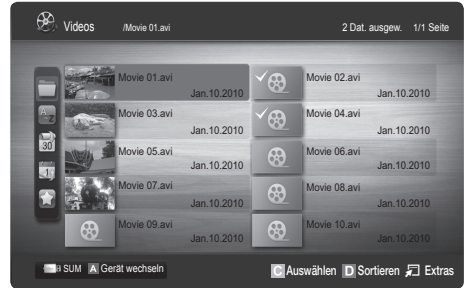 Videos /Movie 01.avi 2 Dat. ausgew. 1/1 Seite
Movie 01.avi Movie 02.avi
Jan.10.2010 Jan.10.2010
Movie 03.avi Movie 04.avi
Jan.10.2010 Jan.10.2010
Movie 05.avi Movie 06.avi
Jan.10.2010 Jan.10.2010
Movie 07.avi Movie 08.avi
Jan.10.2010 Jan.10.2010
Movie 09.avi Movie 10.avi
Jan.10.2010 Jan.10.2010
A Z
30
1
SUM A Gerät wechseln C Auswählen D Sortieren Extras